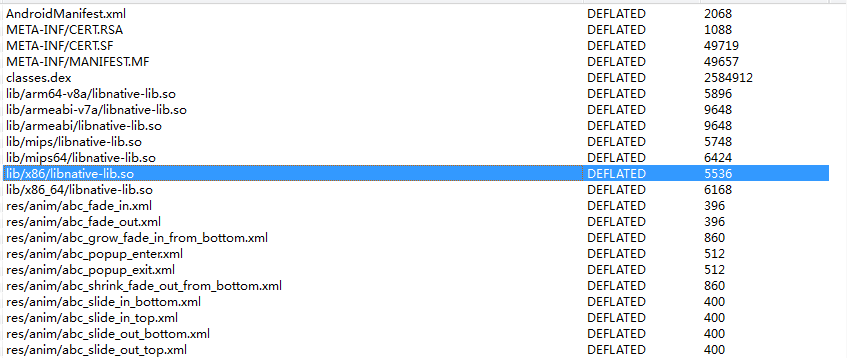 AndroidManifest.xml DEFLATED 2068
META-INF/CERT.RSA DEFLATED 1088
META-INF/CERT.SF DEFLATED 49719
META-INF/MANIFEST.MF DEFLATED 49657
classes.dex DEFLATED 2584912
lib/arm64-v8a/libnative-lib.so DEFLATED 5896
lib/armeabi-v7a/libnative-lib.so DEFLATED 9648
lib/armeabi/libnative-lib.so DEFLATED 9648
lib/mips/libnative-lib.so DEFLATED 5748
lib/mips64/libnative-lib.so DEFLATED 6424
lib/x86/libnative-lib.so DEFLATED 5536
lib/x86_64/libnative-lib.so DEFLATED 6168
res/anim/abc_fade_in.xml DEFLATED 396
res/anim/abc_fade_out.xml DEFLATED 396
res/anim/abc_grow_fade_in_from_bottom.xml DEFLATED 860
res/anim/abc_popup_enter.xml DEFLATED 512
res/anim/abc_popup_exit.xml DEFLATED 512
res/anim/abc_shrink_fade_out_from_bottom.xml DEFLATED 860
res/anim/abc_slide_in_bottom.xml DEFLATED 400
res/anim/abc_slide_in_top.xml DEFLATED 400
res/anim/abc_slide_out_bottom.xml DEFLATED 400
res/anim/abc_slide_out_top.xml DEFLATED 400